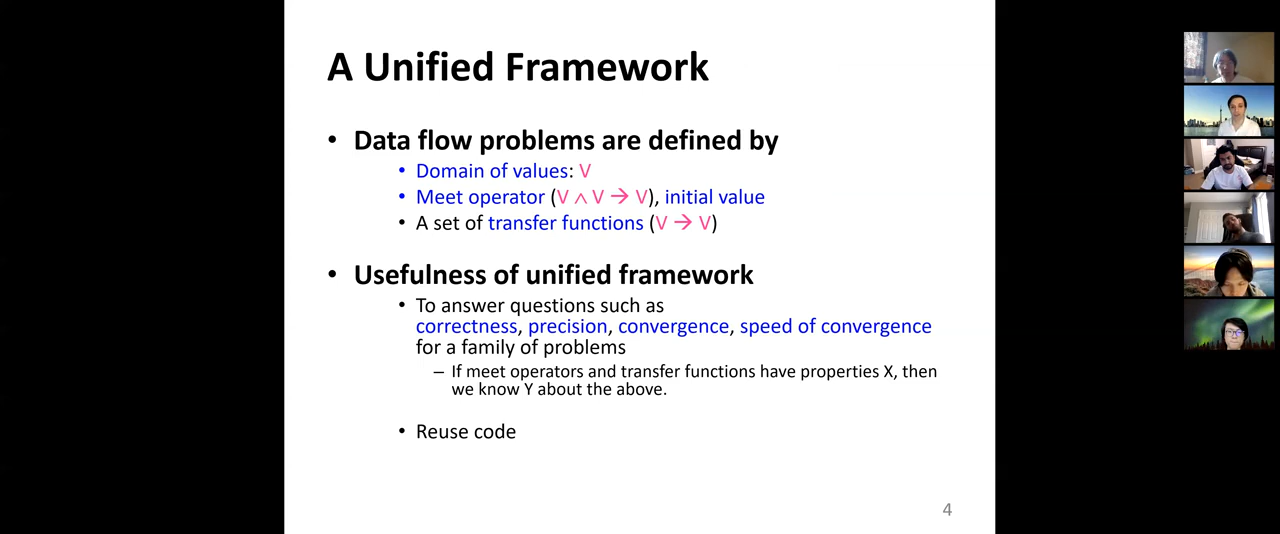 A Unified Framework
• Data flow problems are defined by
• Domain of values: V
• Meet operator (V ∧ V → V), initial value
• A set of transfer functions (V → V)
• Usefulness of unified framework
• To answer questions such as
correctness, precision, convergence, speed of convergence
for a family of problems
– If meet operators and transfer functions have properties X, then
we know Y about the above.
• Reuse code
4